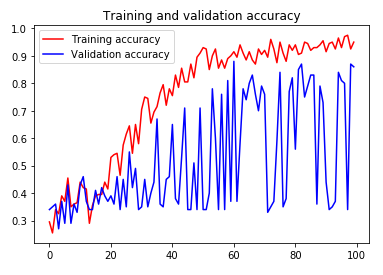 Training and validation accuracy
1.0
Training accuracy
Validation accuracy
0.9
0.8
0.7
0.6
0.5
0.4
0.3
0 20 40 60 80 100